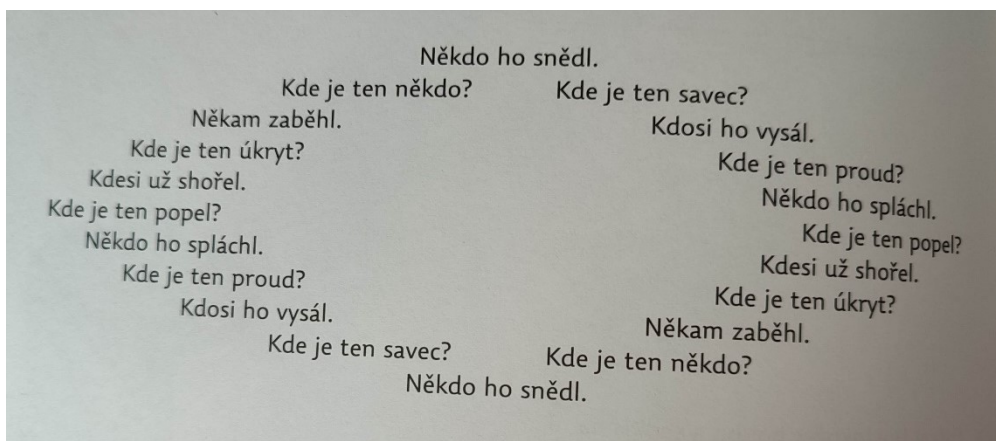 Někdo ho snědl.
Kde je ten někdo? Kde je ten savec?
Někam zaběhl. Kdosi ho vysál.
Kde je ten úkryt? Kde je ten proud?
Kdesi už shořel. Někdo ho spláchl.
Kde je ten popel? Kde je ten popel?
Někdo ho spláchl. Kdesi už shořel.
Kde je ten proud? Kde je ten úkryt?
Kdosi ho vysál. Někam zaběhl.
Kde je ten savec? Kde je ten někdo?
Někdo ho snědl.